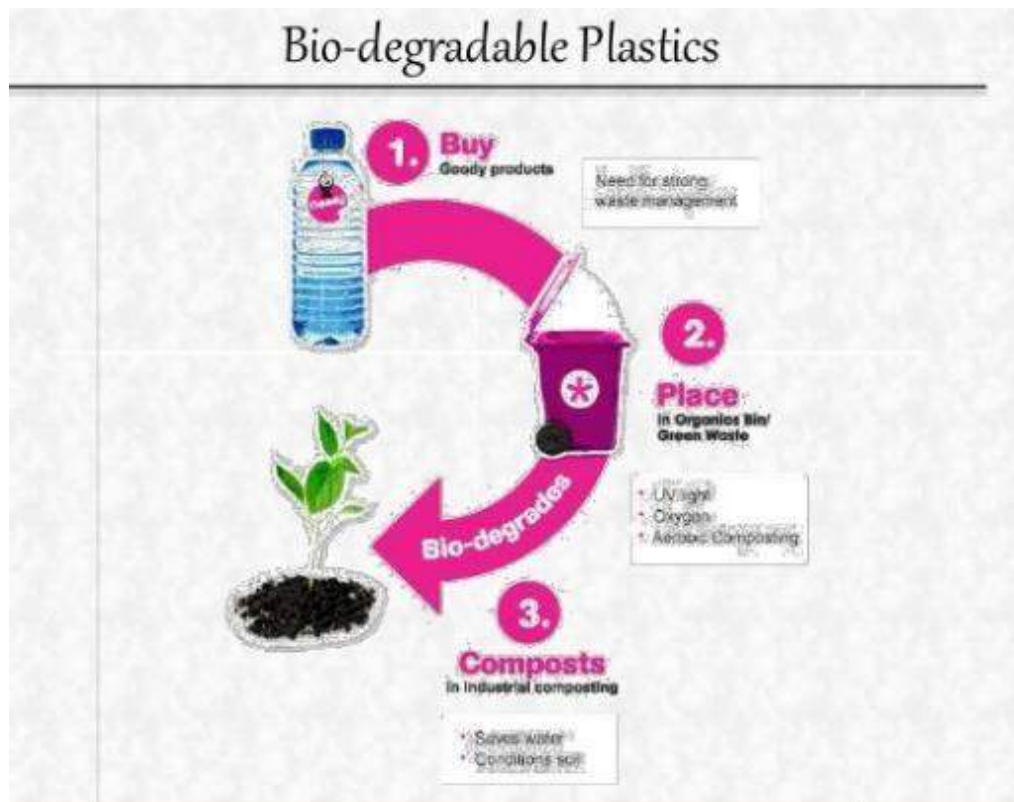 Bio-degradable Plastics
1. Buy
Goody products
Need for strong
waste management
2.
Place
in Organics Bin/
Green Waste
• UV light
• Oxygen
• Aerobic Composting
Bio-degrades
3.
Composts
in industrial composting
• Saves water
• Conditions soil